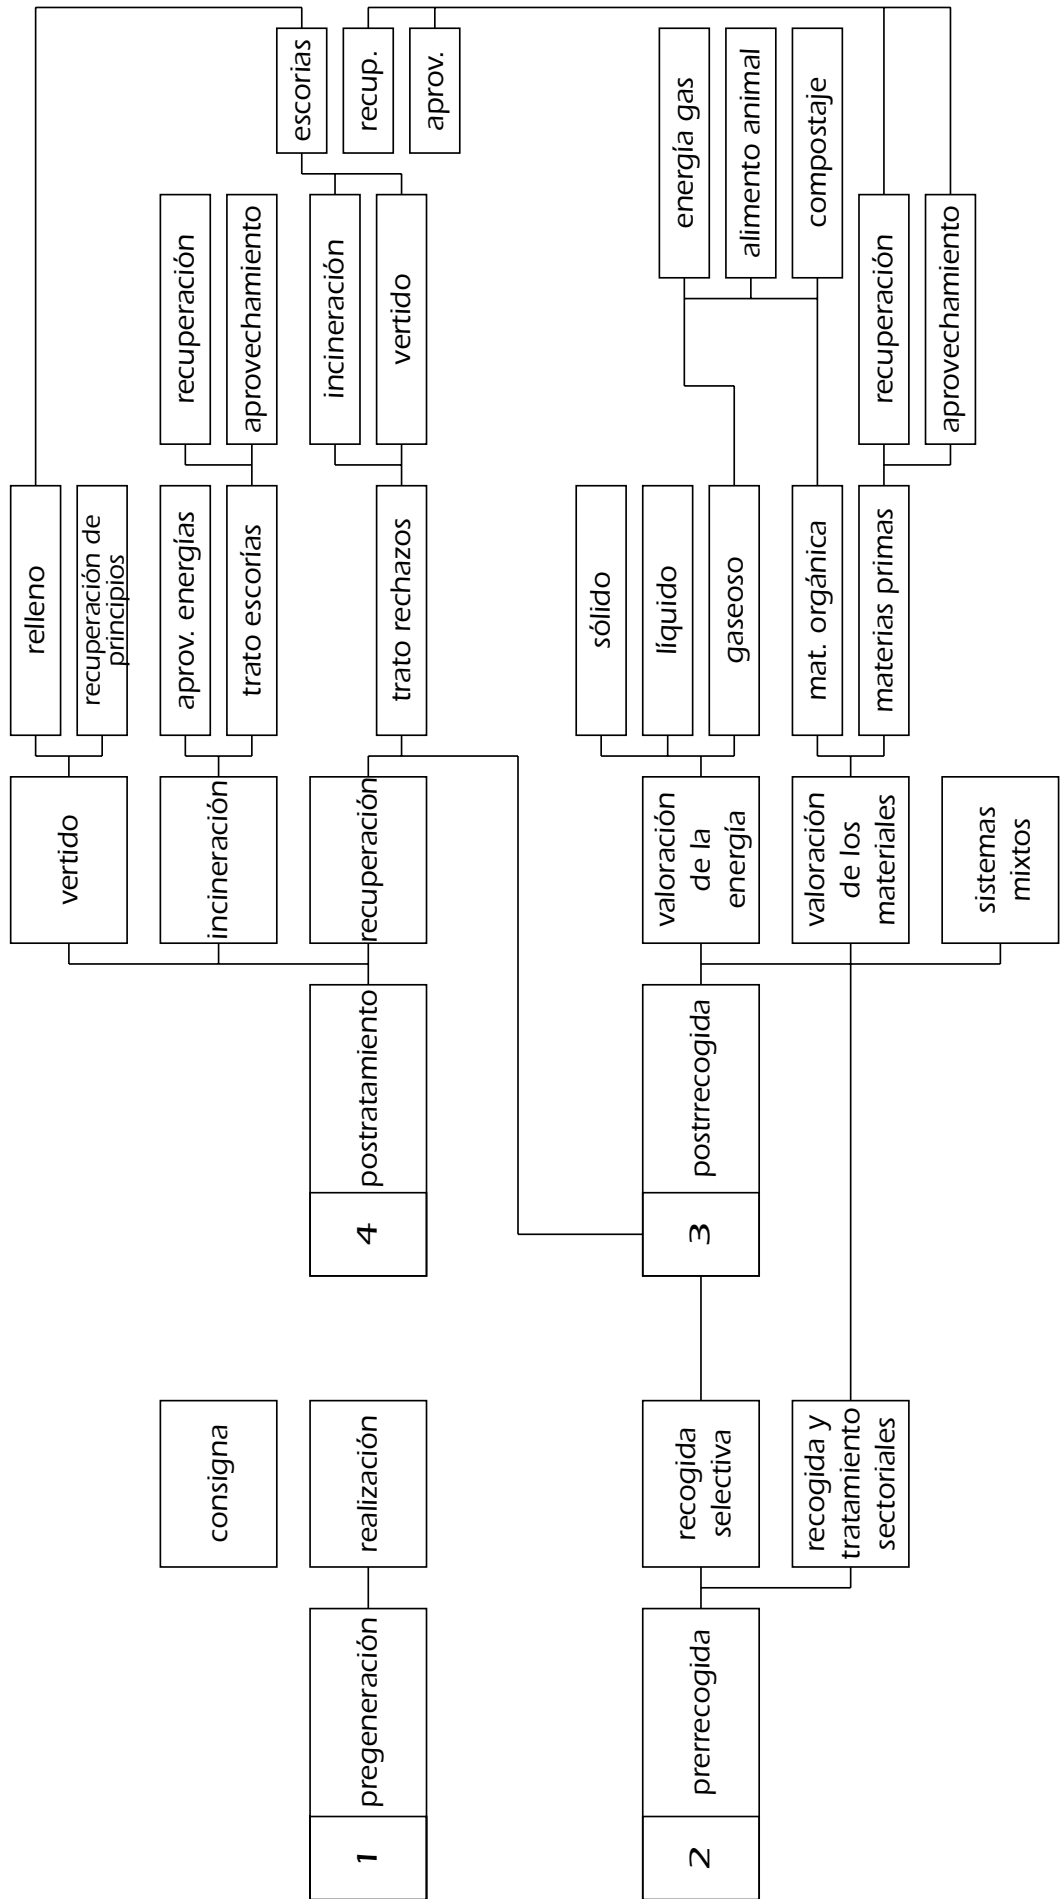 1
pregeneración
consigna
realización
2
prerrecogida
recogida
selectiva
recogida y
tratamiento
sectoriales
4
postratamiento
vertido
relleno
recuperación de
principios
incineración
aprov. energías
trato escorías
recuperación
aprovechamiento
recuperación
trato rechazos
incineración
vertido
escorias
recup.
aprov.
3
postrrecogida
valoración
de la
energía
sólido
líquido
gaseoso
valoración
de los
materiales
mat. orgánica
materias primas
energía gas
alimento animal
compostaje
recuperación
aprovechamiento
sistemas
mixtos